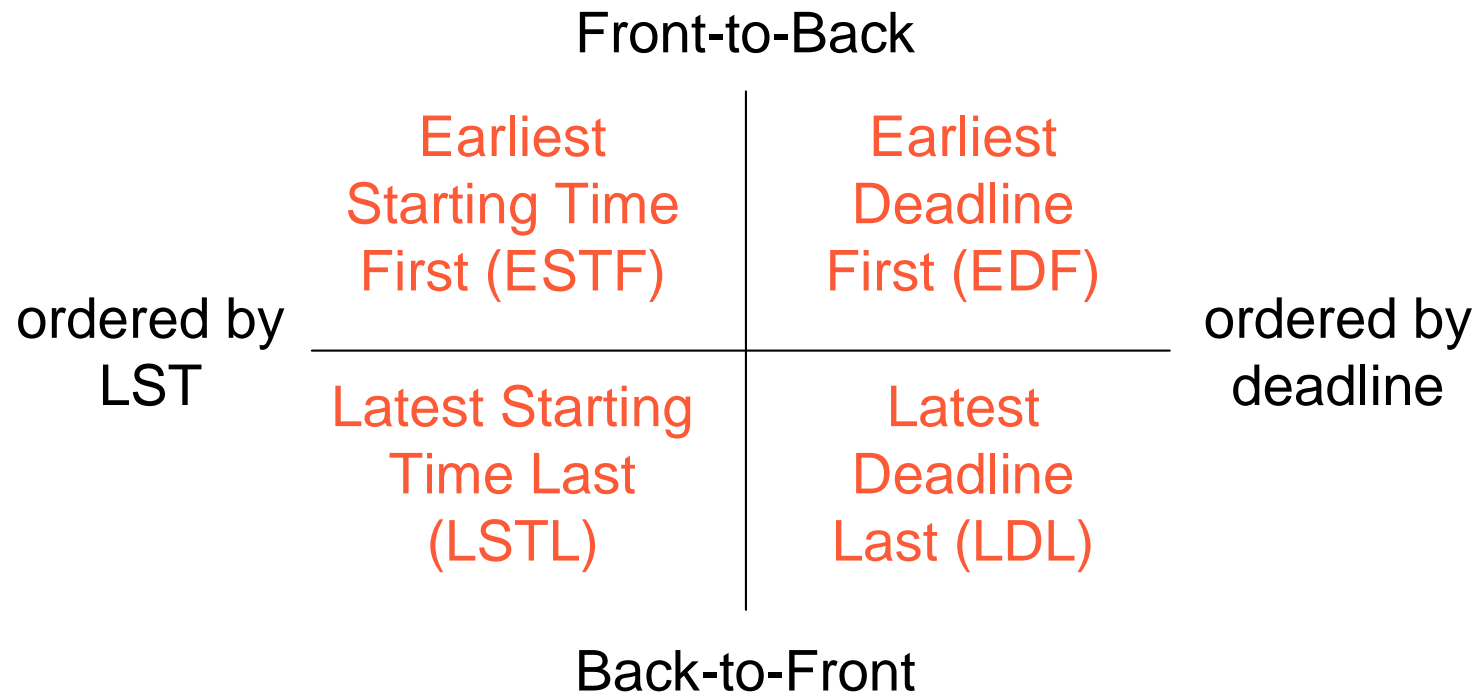 Front-to-Back
Earliest
Starting Time
First (ESTF)
Earliest
Deadline
First (EDF)
ordered by
LST
ordered by
deadline
Latest Starting
Time Last
(LSTL)
Latest
Deadline
Last (LDL)
Back-to-Front